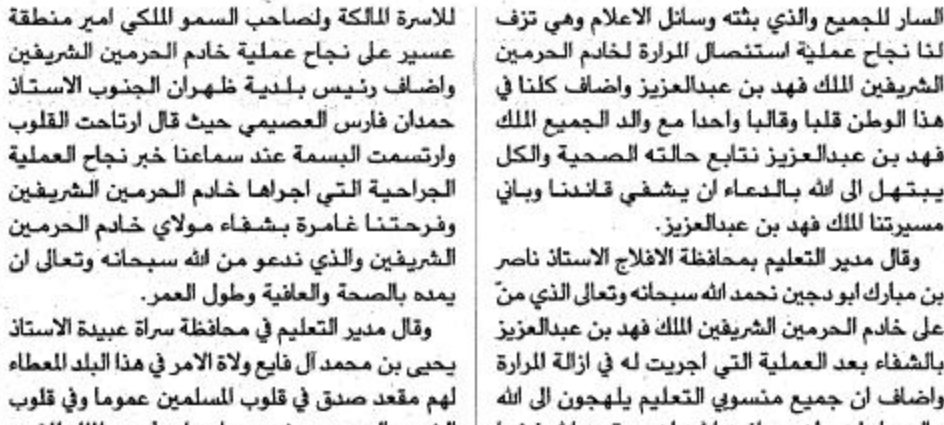 السار للجميع والذي بثته وسائل الاعلام وهي تزف
لنا نجاح عملية استئصال المرارة لخادم الحرمين
الشريفين الملك فهد بن عبدالعزيز واضاف كلنا في
هذا الوطن قلبا وقالبا واحدا مع والد الجميع الملك
فهد بن عبدالعزيز نتابع حالته الصحية والكل
يبتهل الى الله بالدعاء ان يشفي قائدنا وباني
مسيرتنا الملك فهد بن عبدالعزيز.
وقال مدير التعليم بمحافظة الافلاج الاستاذ ناصر
بن مبارك ابو دجين نحمد الله سبحانه وتعالى الذي منّ
على خادم الحرمين الشريفين الملك فهد بن عبدالعزيز
بالشفاء بعد العملية التي اجريت له في ازالة المرارة
واضاف ان جميع منسوبي التعليم يلهجون الى الله
للاسرة المالكة ولصاحب السمو الملكي امير منطقة
عسير على نجاح عملية خادم الحرمين الشريفين
واضاف رئيس بلدية ظهران الجنوب الاستاذ
حمدان فارس العصيمي حيث قال ارتاحت القلوب
وارتسمت البسمة عند سماعنا خبر نجاح العملية
الجراحية التي اجراها خادم الحرمين الشريفين
وفرحتنا غامرة بشفاء مولاي خادم الحرمين
الشريفين والذي ندعو من الله سبحانه وتعالى ان
يمده بالصحة والعافية وطول العمر.
وقال مدير التعليم في محافظة سراة عبيدة الاستاذ
يحيى بن محمد آل فايع ولاة الامر في هذا البلد المعطاء
لهم مقعد صدق في قلوب المسلمين عموما وفي قلوب